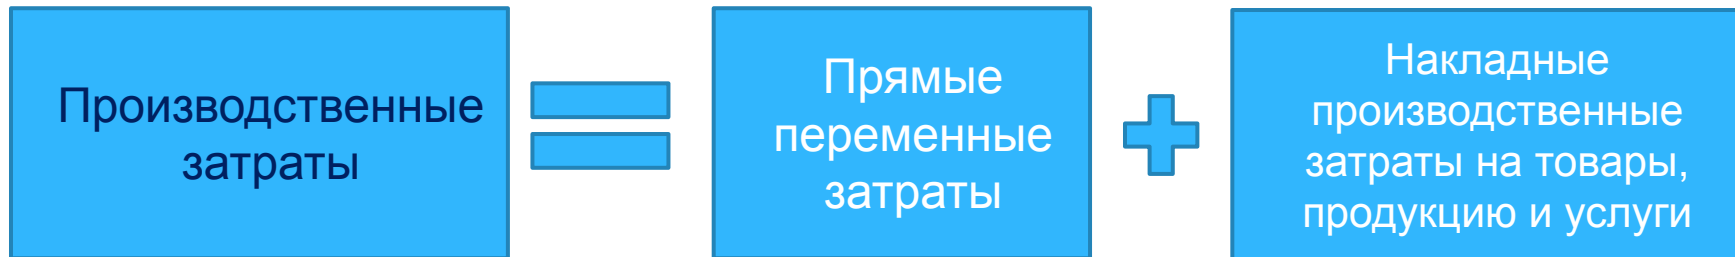 Производственные
затраты
Прямые
переменные
затраты
Накладные
производственные
затраты на товары,
продукцию и услуги